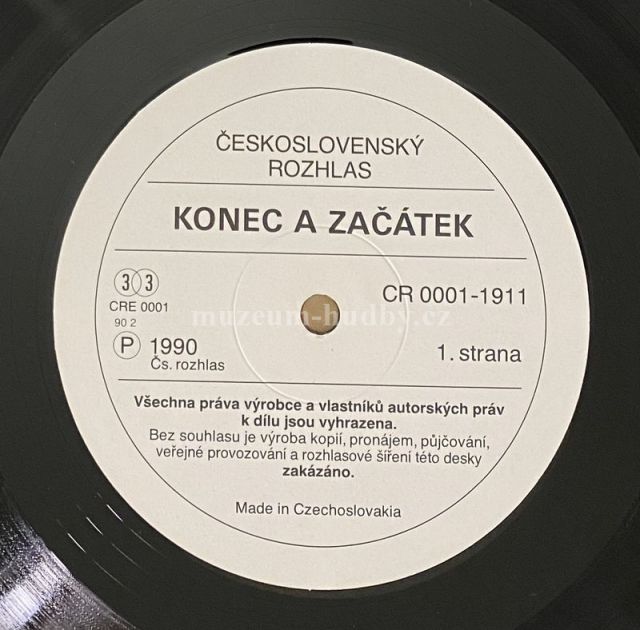 ČESKOSLOVENSKÝ
ROZHLAS
KONEC A ZAČÁTEK
33
CR 0001-1911
CRE 0001
90 2
muzeum-hudby.cz
P 1990
Čs. rozhlas
1. strana
Všechna práva výrobce a vlastníků autorských práv
k dílu jsou vyhrazena.
Bez souhlasu je výroba kopií, pronájem, půjčování,
veřejné provozování a rozhlasové šíření této desky
zakázáno.
Made in Czechoslovakia